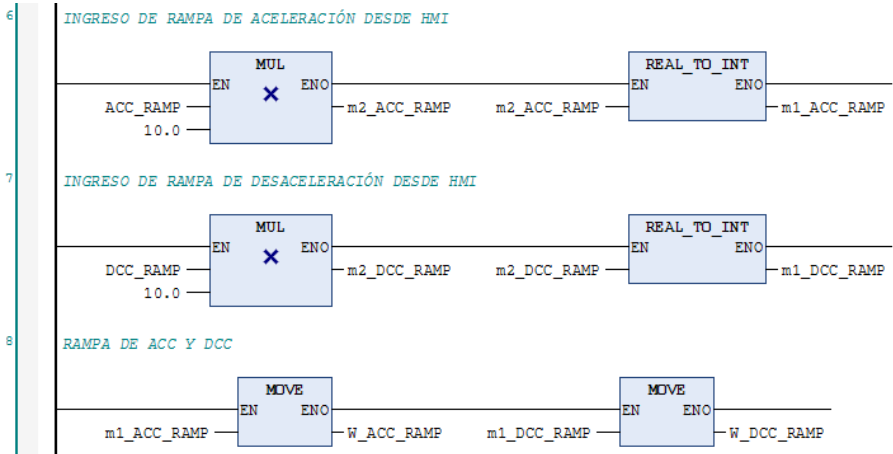 6 INGRESO DE RAMPA DE ACELERACIÓN DESDE HMI
MUL REAL_TO_INT
EN ENO EN ENO
ACC_RAMP m2_ACC_RAMP m2_ACC_RAMP m1_ACC_RAMP
10.0
7 INGRESO DE RAMPA DE DESACELERACIÓN DESDE HMI
MUL REAL_TO_INT
EN ENO EN ENO
DCC_RAMP m2_DCC_RAMP m2_DCC_RAMP m1_DCC_RAMP
10.0
8 RAMPA DE ACC Y DCC
MOVE MOVE
EN ENO EN ENO
m1_ACC_RAMP W_ACC_RAMP m1_DCC_RAMP W_DCC_RAMP